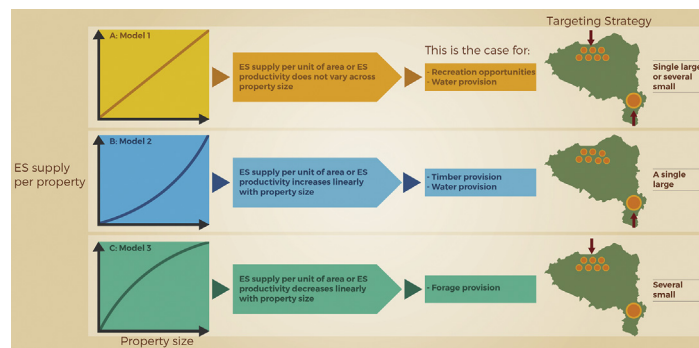 Targeting Strategy
This is the case for:
A: Model 1
ES supply per unit of area or ES
productivity does not vary across
property size
- Recreation opportunities
- Water provision
Single large
or several
small
ES supply
per property
B: Model 2
ES supply per unit of area or ES
productivity increases linearly
with property size
- Timber provision
- Water provision
A single
large
C: Model 3
ES supply per unit of area or ES
productivity decreases linearly
with property size
- Forage provision
Several
small
Property size